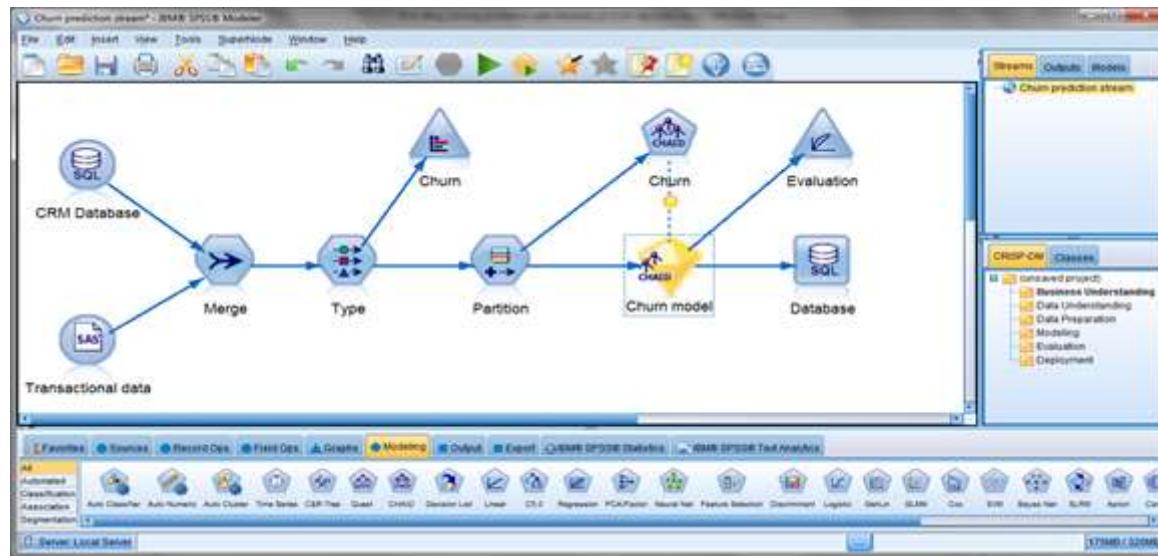 Churn prediction stream* - IBM® SPSS® Modeler
File Edit Insert View Tools SuperNode Window Help
Streams Outputs Models
Churn prediction stream
SQL
CRM Database
SAS
Transactional data
Merge
Type
Churn
Partition
CHAID
Churn
CHAID
Churn model
Evaluation
SQL
Database
CRISP-DM Classes
(unsaved project)
Business Understanding
Data Understanding
Data Preparation
Modeling
Evaluation
Deployment
Favorites Sources Record Ops Field Ops Graphs Modeling Output Export IBM® SPSS® Statistics IBM® SPSS® Text Analytics
All
Automated
Classification
Association
Segmentation
Auto Classifier Auto Numeric Auto Cluster Time Series C&R Tree Quest CHAID Decision List Linear C5.0 Regression PCA/Factor Neural Net Feature Selection Discriminant Logistic GenLin GLMM Cox SVM Bayes Net SLRM Apriori
Server: Local Server
175MB / 320MB